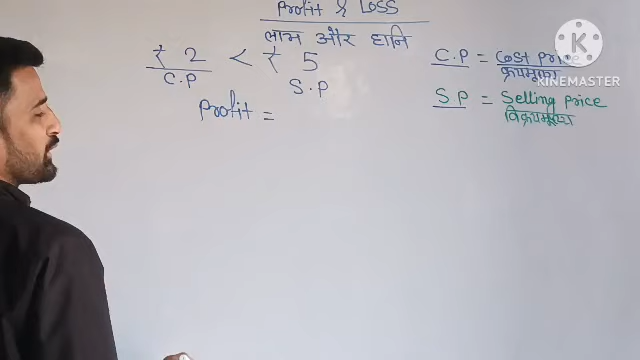 Profit & Loss
लाभ और हानि
₹ 2 < ₹ 5
C.P S.P
Profit =
C.P = Cost Price
क्रयमूल्य
S.P = Selling Price
विक्रयमूल्य
KINEMASTER